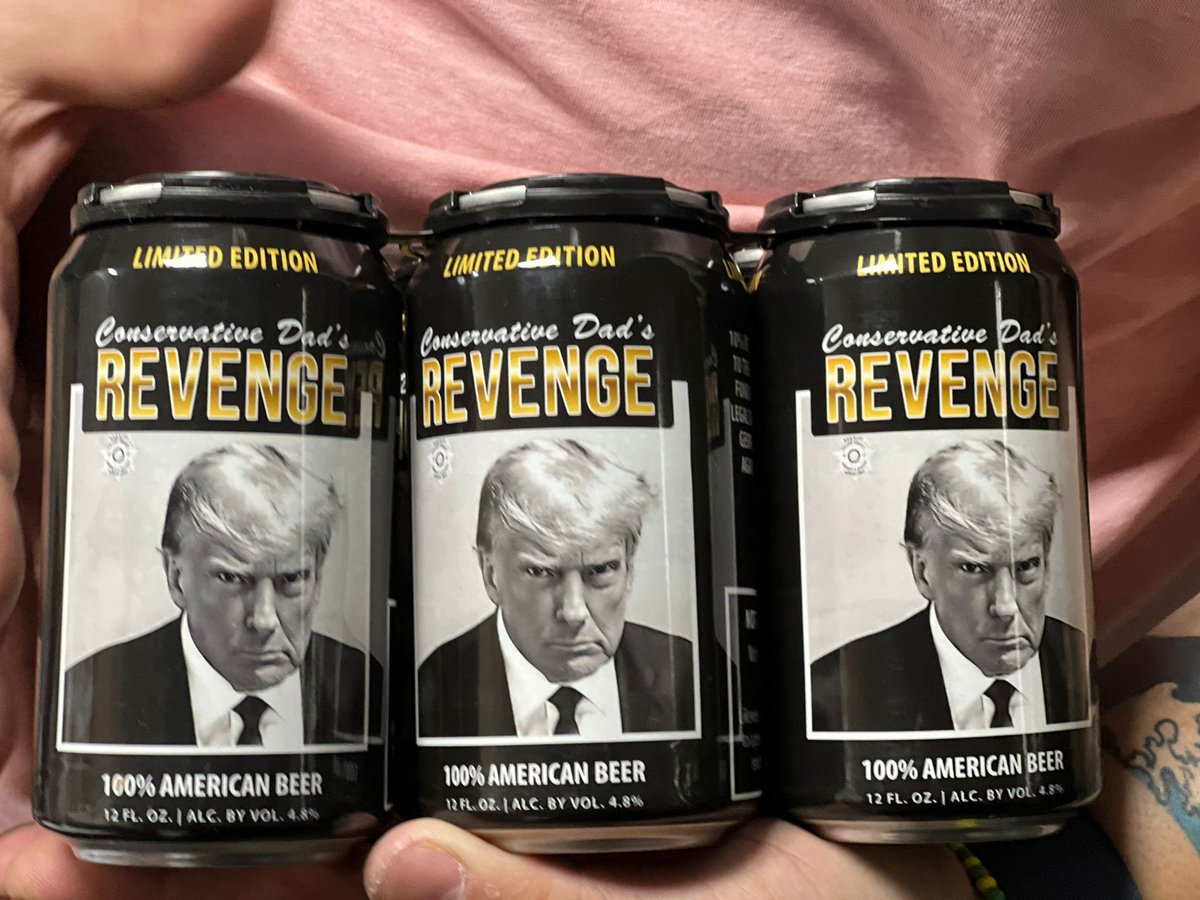 LIMITED EDITION
Conservative Dad's
REVENGE
100% AMERICAN BEER
12 FL. OZ. | ALC. BY VOL. 4.8%
LIMITED EDITION
Conservative Dad's
REVENGE
100% AMERICAN BEER
12 FL. OZ. | ALC. BY VOL. 4.8%
LIMITED EDITION
Conservative Dad's
REVENGE
100% AMERICAN BEER
12 FL. OZ. | ALC. BY VOL. 4.8%